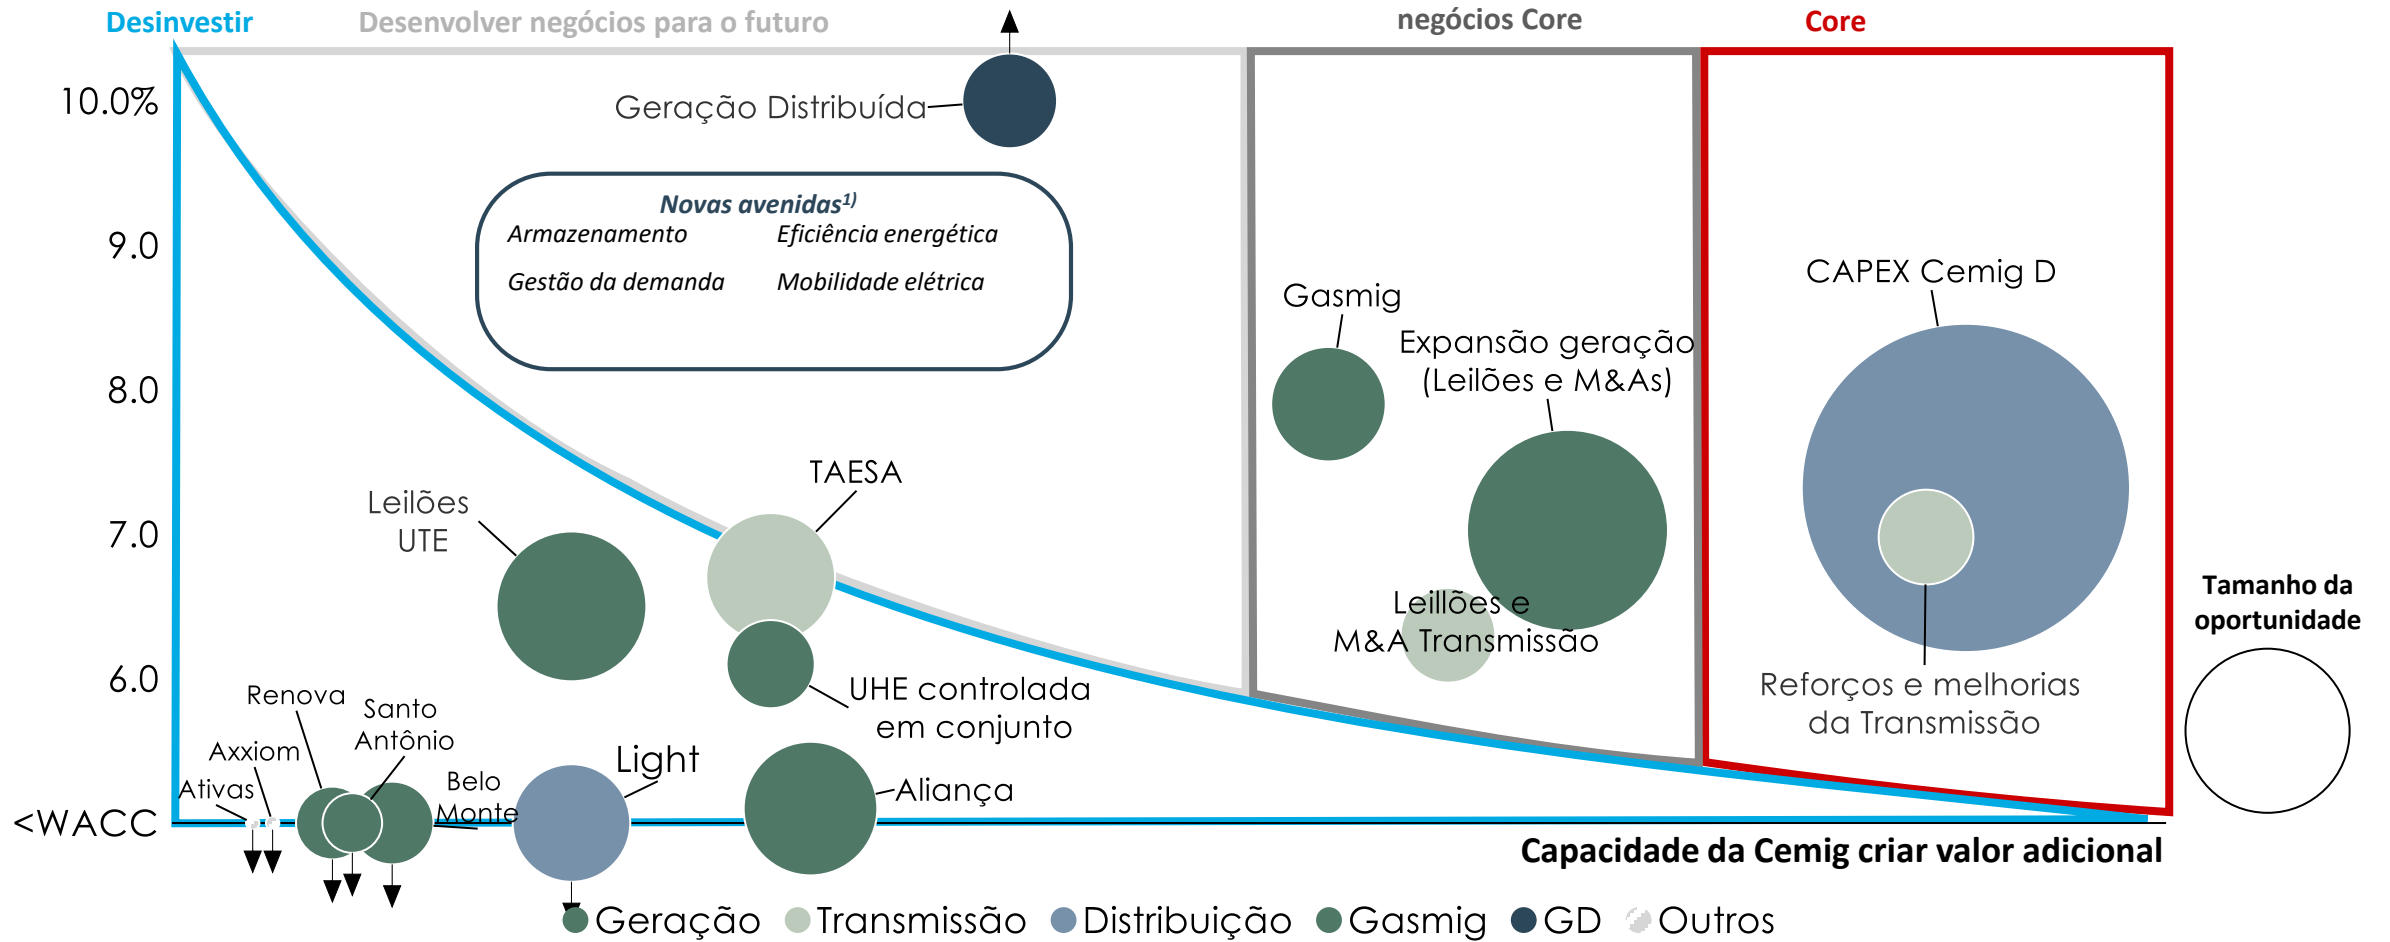 Desinvestir
Desenvolver negócios para o futuro
negócios Core
Core
10.0%
Geração Distribuída
Novas avenidas¹⁾
Armazenamento
Eficiência energética
Gestão da demanda
Mobilidade elétrica
9.0
8.0
7.0
6.0
<WACC
CAPEX Cemig D
Gasmig
Expansão geração
(Leilões e M&As)
TAESA
Leilões
UTE
Leillões e
M&A Transmissão
Reforços e melhorias
da Transmissão
Tamanho da
oportunidade
UHE controlada
em conjunto
Renova
Santo
Antônio
Axxiom
Ativas
Belo
Monte
Light
Aliança
Capacidade da Cemig criar valor adicional
Geração
Transmissão
Distribuição
Gasmig
GD
Outros